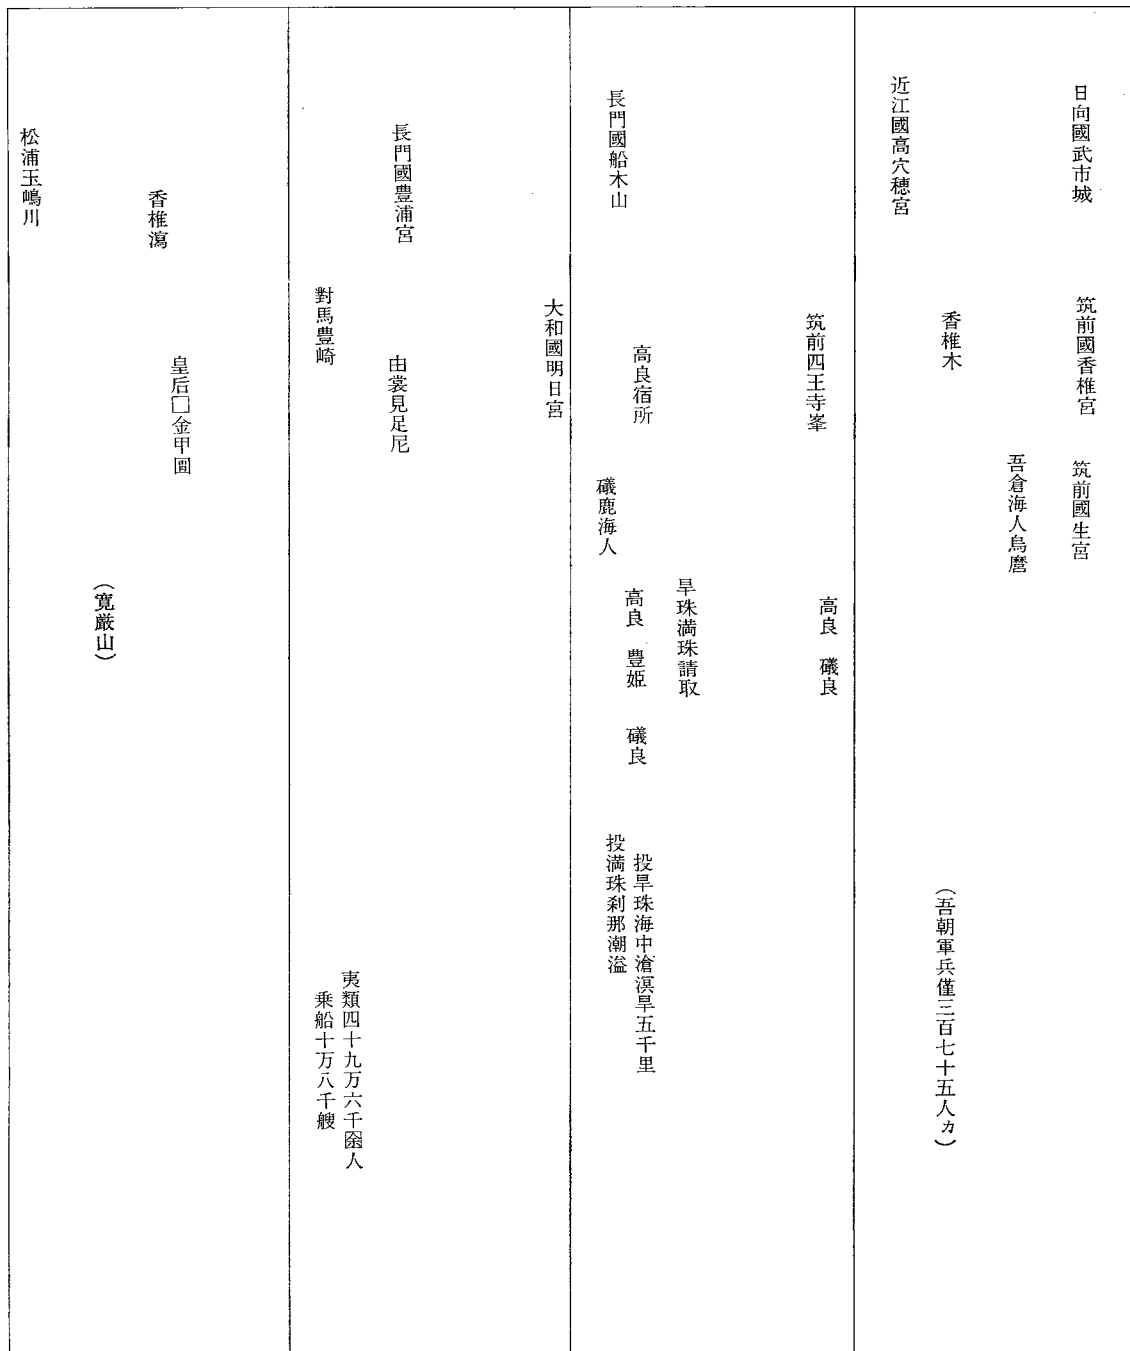 日向國武市城
筑前國香椎宮
筑前國生宮
吾倉海人烏麿
香椎木
（吾朝軍兵僅三百七十五人カ）
近江國高穴穂宮
筑前四王寺峯
高良　礒良
旱珠満珠請取
高良宿所
高良　豊姫　礒良
投旱珠海中滄溟旱五千里
投満珠刹那潮溢
長門國船木山
礒鹿海人
大和國明日宮
長門國豊浦宮
由裳見足尼
對馬豊崎
夷類四十九万六千余人
乗船十万八千艘
皇后□金甲
香椎瀉
（寛厳山）
松浦玉嶋川